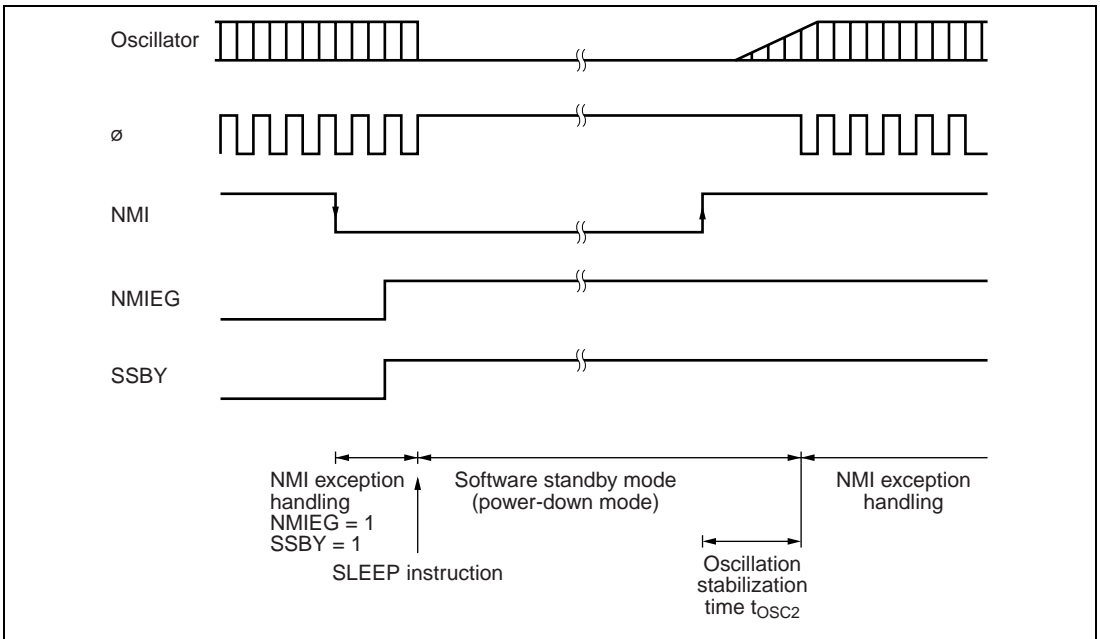 Oscillator
ø
NMI
NMIEG
SSBY
NMI exception
handling
NMIEG = 1
SSBY = 1
SLEEP instruction
Software standby mode
(power-down mode)
Oscillation
stabilization
time tOSC2
NMI exception
handling